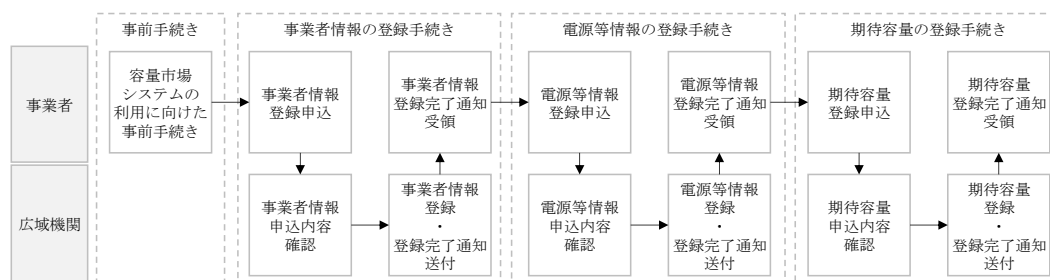 事前手続き
事業者情報の登録手続き
電源等情報の登録手続き
期待容量の登録手続き
事業者
容量市場
システムの
利用に向けた
事前手続き
事業者情報
登録申込
事業者情報
登録完了通知
受領
電源等情報
登録申込
電源等情報
登録完了通知
受領
期待容量
登録申込
期待容量
登録完了通知
受領
広域機関
事業者情報
申込内容
確認
事業者情報
登録
・
登録完了通知
送付
電源等情報
申込内容
確認
電源等情報
登録
・
登録完了通知
送付
期待容量
申込内容
確認
期待容量
登録
・
登録完了通知
送付